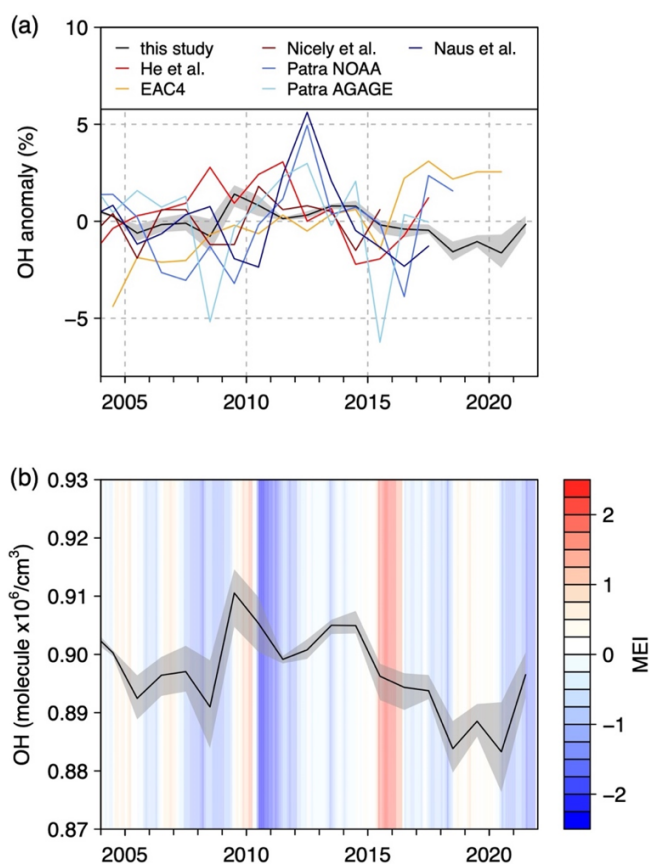 (a)
10
5
0
−5
OH anomaly (%)
this study
He et al.
EAC4
Nicely et al.
Patra NOAA
Patra AGAGE
Naus et al.
2005 2010 2015 2020
(b)
0.93
0.92
0.91
0.90
0.89
0.88
0.87
OH (molecule x10⁶/cm³)
2005 2010 2015 2020
2
1
0
−1
−2
MEI